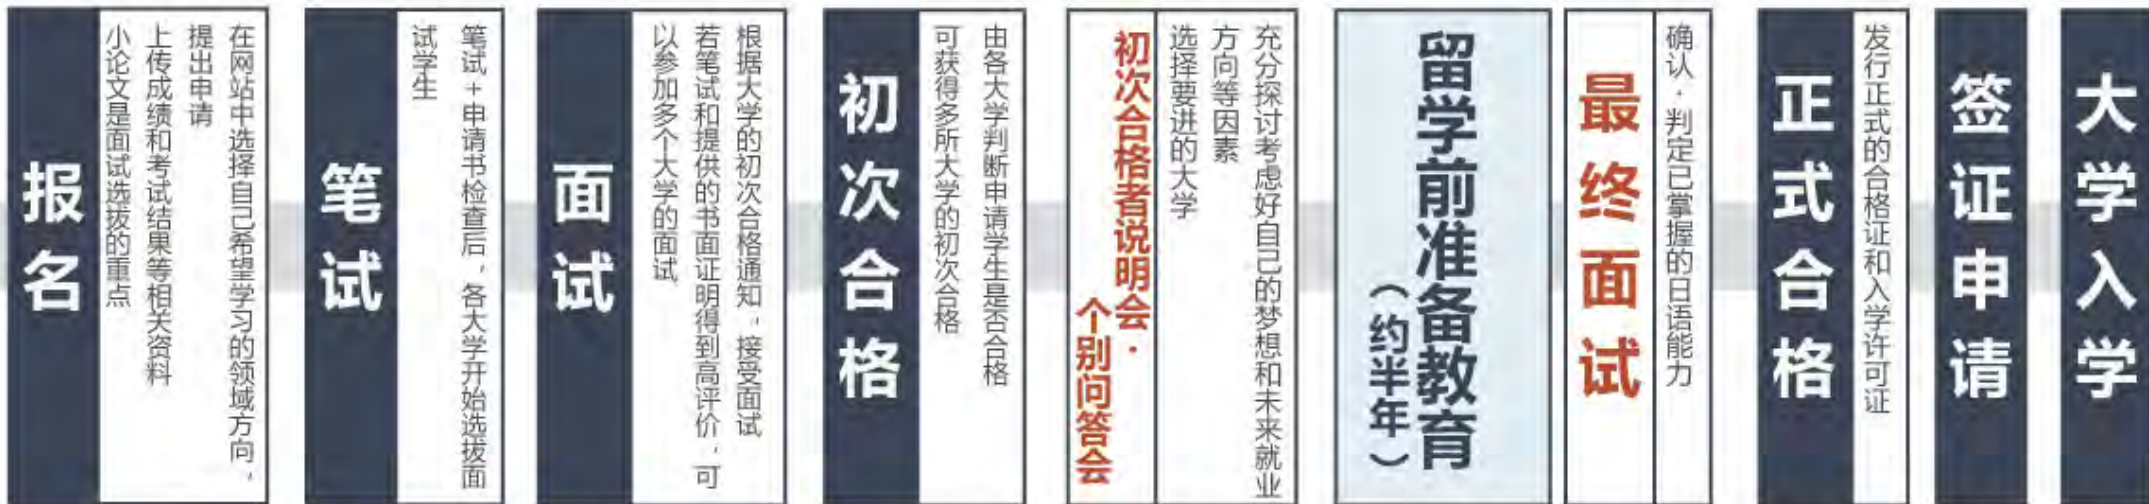 报名
在网站中选择自己希望学习的领域方向，
提出申请
上传成绩和考试结果等相关资料
小论文是面试选拔的重点
笔试
笔试+申请书检查后，各大学开始选拔面
试学生
面试
根据大学的初次合格通知，接受面试
若笔试和提供的书面证明得到高评价，可
以参加多个大学的面试
初次合格
由各大学判断申请学生是否合格
可获得多所大学的初次合格
初次合格者说明会·
个别问答会
充分探讨考虑好自己的梦想和未来就业
方向等因素
选择要进的大学
留学前准备教育
（约半年）
最终面试
确认·判定已掌握的日语能力
正式合格
发行正式的合格证和入学许可证
签证申请
大学入学